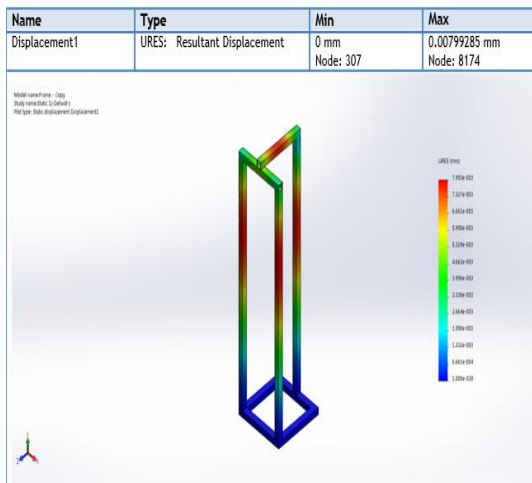 Name Type Min Max
Displacement1 URES: Resultant Displacement 0 mm 0.00799285 mm
Node: 307 Node: 8174
Model name:Frame - Copy
Study name:Static 1(-Default-)
Plot type: Static displacement Displacement1
URES (mm)
7.993e-003
7.327e-003
6.661e-003
5.995e-003
5.329e-003
4.662e-003
3.996e-003
3.330e-003
2.664e-003
1.998e-003
1.332e-003
6.661e-004
1.000e-030